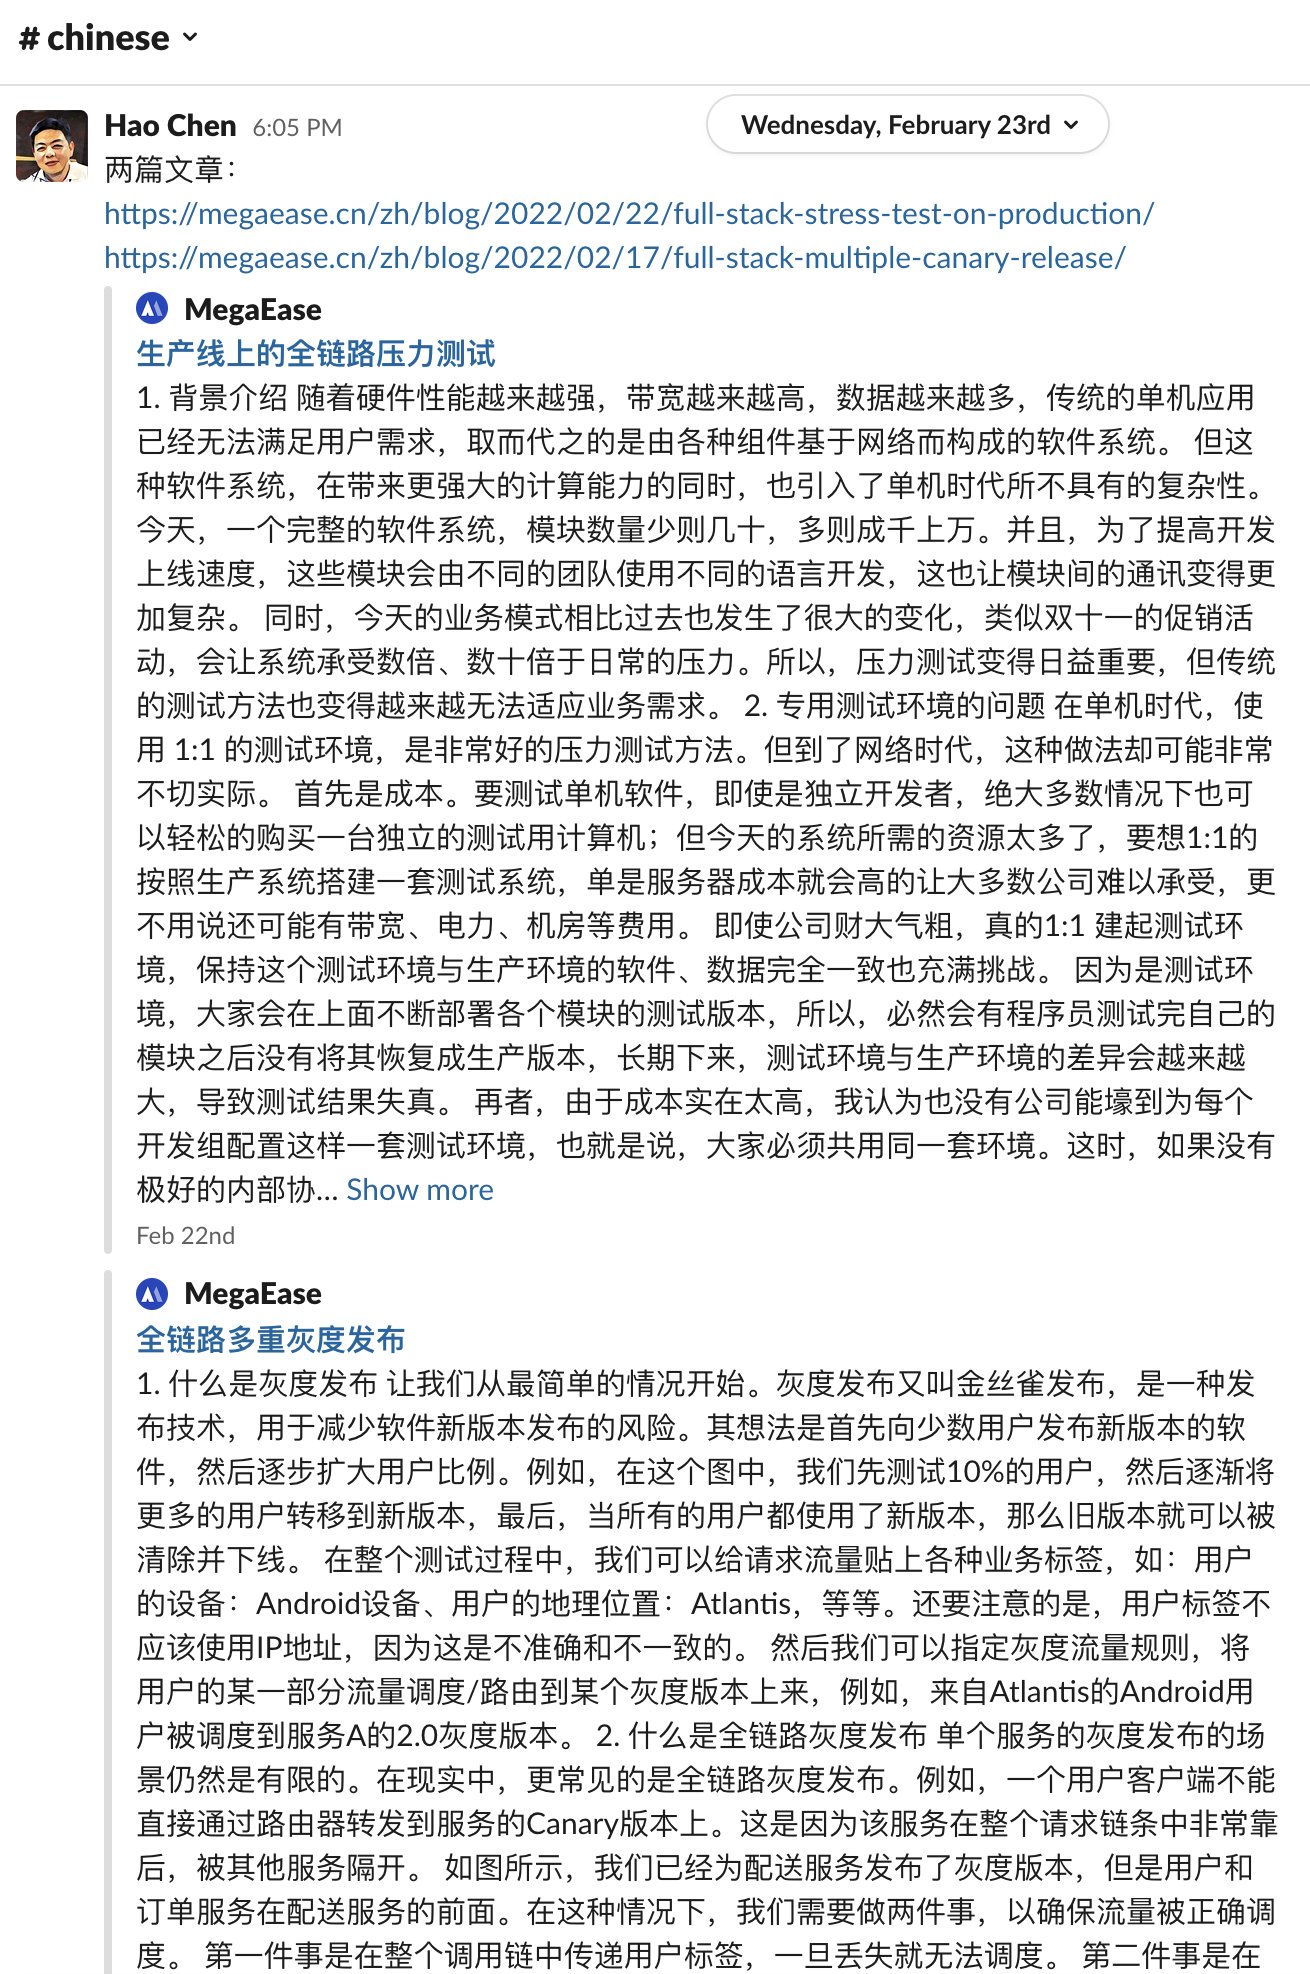 # chinese
Hao Chen 6:05 PM
Wednesday, February 23rd
两篇文章：
https://megaease.cn/zh/blog/2022/02/22/full-stack-stress-test-on-production/
https://megaease.cn/zh/blog/2022/02/17/full-stack-multiple-canary-release/
MegaEase
生产线上的全链路压力测试
1. 背景介绍 随着硬件性能越来越强，带宽越来越高，数据越来越多，传统的单机应用
已经无法满足用户需求，取而代之的是由各种组件基于网络而构成的软件系统。 但这
种软件系统，在带来更强大的计算能力的同时，也引入了单机时代所不具有的复杂性。
今天，一个完整的软件系统，模块数量少则几十，多则成千上万。并且，为了提高开发
上线速度，这些模块会由不同的团队使用不同的语言开发，这也让模块间的通讯变得更
加复杂。 同时，今天的业务模式相比过去也发生了很大的变化，类似双十一的促销活
动，会让系统承受数倍、数十倍于日常的压力。所以，压力测试变得日益重要，但传统
的测试方法也变得越来越无法适应业务需求。 2. 专用测试环境的问题 在单机时代，使
用 1:1 的测试环境，是非常好的压力测试方法。但到了网络时代，这种做法却可能非常
不切实际。 首先是成本。要测试单机软件，即使是独立开发者，绝大多数情况下也可
以轻松的购买一台独立的测试用计算机；但今天的系统所需的资源太多了，要想1:1的
按照生产系统搭建一套测试系统，单是服务器成本就会高的让大多数公司难以承受，更
不用说还可能有带宽、电力、机房等费用。 即使公司财大气粗，真的1:1 建起测试环
境，保持这个测试环境与生产环境的软件、数据完全一致也充满挑战。 因为是测试环
境，大家会在上面不断部署各个模块的测试版本，所以，必然会有程序员测试完自己的
模块之后没有将其恢复成生产版本，长期下来，测试环境与生产环境的差异会越来越
大，导致测试结果失真。 再者，由于成本实在太高，我认为也没有公司能壕到为每个
开发组配置这样一套测试环境，也就是说，大家必须共用同一套环境。这时，如果没有
极好的内部协... Show more
Feb 22nd
MegaEase
全链路多重灰度发布
1. 什么是灰度发布 让我们从最简单的情况开始。灰度发布又叫金丝雀发布，是一种发
布技术，用于减少软件新版本发布的风险。其想法是首先向少数用户发布新版本的软
件，然后逐步扩大用户比例。例如，在这个图中，我们先测试10%的用户，然后逐渐将
更多的用户转移到新版本，最后，当所有的用户都使用了新版本，那么旧版本就可以被
清除并下线。 在整个测试过程中，我们可以给请求流量贴上各种业务标签，如：用户
的设备：Android设备、用户的地理位置：Atlantis，等等。还要注意的是，用户标签不
应该使用IP地址，因为这是不准确和不一致的。 然后我们可以指定灰度流量规则，将
用户的某一部分流量调度/路由到某个灰度版本上来，例如，来自Atlantis的Android用
户被调度到服务A的2.0灰度版本。 2. 什么是全链路灰度发布 单个服务的灰度发布的场
景仍然是有限的。在现实中，更常见的是全链路灰度发布。例如，一个用户客户端不能
直接通过路由器转发到服务的Canary版本上。这是因为该服务在整个请求链条中非常靠
后，被其他服务隔开。 如图所示，我们已经为配送服务发布了灰度版本，但是用户和
订单服务在配送服务的前面。在这种情况下，我们需要做两件事，以确保流量被正确调
度。 第一件事是在整个调用链中传递用户标签，一旦丢失就无法调度。 第二件事是在